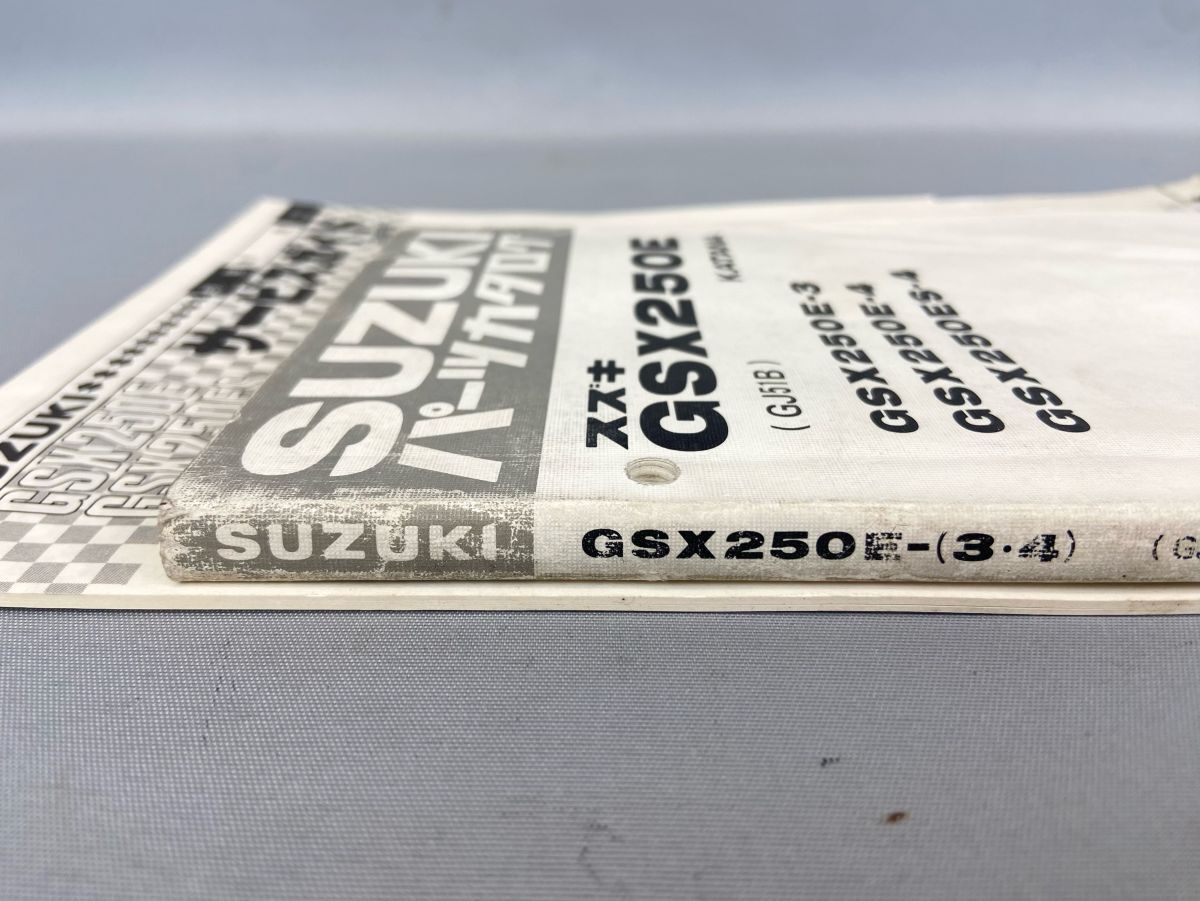 SUZUKI
パーツカタログ
スズキ
GSX250E
KATANA
(GJ51B)
GSX250E-3
GSX250E-4
GSX250ES-4
SUZUKI GSX250E-(3・4) (G
サービスガイド
SUZUKI
GSX250E